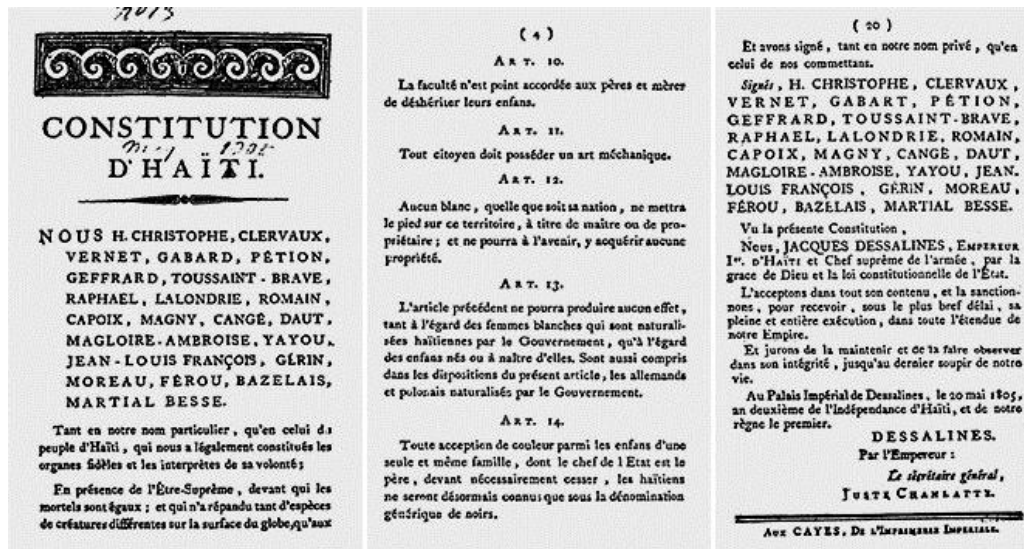 CONSTITUTION
D'HAÏTI.
NOUS H. CHRISTOPHE, CLERVAUX,
VERNET, GABARD, PÉTION,
GEFFRARD, TOUSSAINT-BRAVE,
RAPHAEL, LALONDRIE, ROMAIN,
CAPOIX, MAGNY, CANGÉ, DAUT,
MAGLOIRE-AMBROISE, YAYOU,
JEAN-LOUIS FRANÇOIS, GÉRIN,
MOREAU, FÉROU, BAZELAIS,
MARTIAL BESSE.
Tant en notre nom particulier, qu'en celui du
peuple d'Haïti, qui nous a légalement constitués les
organes fidèles et les interprètes de sa volonté;
En présence de l'Être-Suprême, devant qui les
mortels sont égaux; et qui n'a répandu tant d'espèces
de créatures différentes sur la surface du globe, qu'aux
(4)
ART. 10.
La faculté n'est point accordée aux pères et mères
de déshériter leurs enfans.
ART. 11.
Tout citoyen doit posséder un art méchanique.
ART. 12.
Aucun blanc, quelle que soit sa nation, ne mettra
le pied sur ce territoire, à titre de maître ou de pro-
priétaire; et ne pourra à l'avenir, y acquérir aucune
propriété.
ART. 13.
L'article précédent ne pourra produire aucun effet,
tant à l'égard des femmes blanches qui sont naturali-
sées haïtiennes par le Gouvernement, qu'à l'égard
des enfans nés ou à naître d'elles. Sont aussi compris
dans les dispositions du présent article, les allemands
et polonais naturalisés par le Gouvernement.
ART. 14.
Toute acception de couleur parmi les enfans d'une
seule et même famille, dont le chef de l'Etat est le
père, devant nécessairement cesser, les haïtiens
ne seront désormais connus que sous la dénomination
générique de noirs.
(20)
Et avons signé, tant en notre nom privé, qu'en
celui de nos commettans.
Signés, H. CHRISTOPHE, CLERVAUX,
VERNET, GABART, PÉTION,
GEFFRARD, TOUSSAINT-BRAVE,
RAPHAEL, LALONDRIE, ROMAIN,
CAPOIX, MAGNY, CANGÉ, DAUT,
MAGLOIRE-AMBROISE, YAYOU, JEAN-
LOUIS FRANÇOIS, GÉRIN, MOREAU,
FÉROU, BAZELAIS, MARTIAL BESSE.
Vu la présente Constitution,
Nous, JACQUES DESSALINES, EMPEREUR
Ier. D'HAÏTI et Chef suprême de l'armée, par la
grace de Dieu et la loi constitutionnelle de l'État.
L'acceptons dans tout son contenu, et la sanction-
nons, pour recevoir, sous le plus bref délai, sa
pleine et entière exécution, dans toute l'étendue de
notre Empire.
Et jurons de la maintenir et de la faire observer
dans son intégrité, jusqu'au dernier soupir de notre
vie.
Au Palais Impérial de Dessalines, le 20 mai 1805,
an deuxième de l'Indépendance d'Haïti, et de notre
règne le premier.
DESSALINES.
Par l'Empereur:
Le sécrétaire général,
JUSTE CHANLATTE.
AUX CAYES, DE L'IMPRIMERIE IMPÉRIALE.